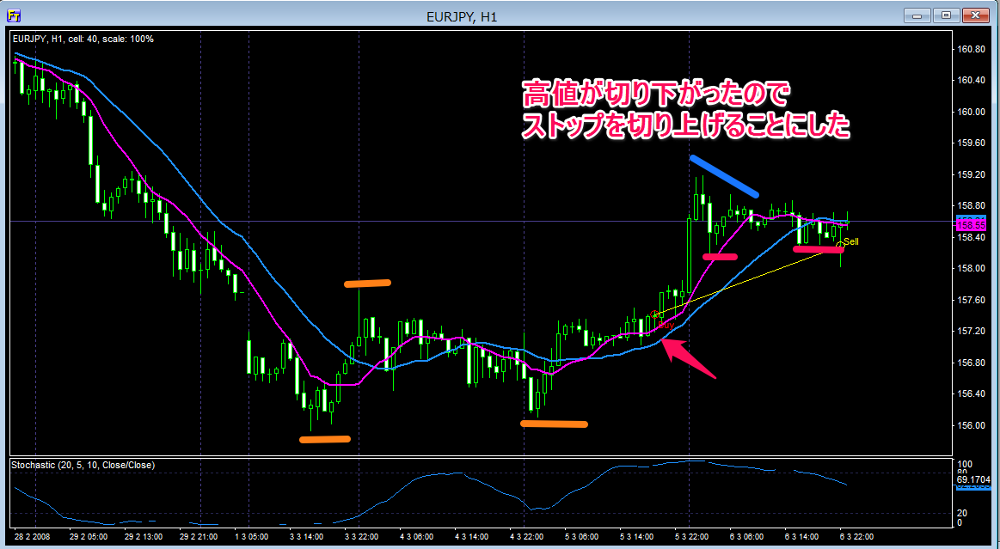 EURJPY, H1
EURJPY, H1, cell: 40, scale: 100%
高値が切り下がったので
ストップを切り上げることにした
160.80
160.40
160.00
159.60
159.20
158.80
158.55
158.40
158.00
157.60
157.20
156.80
156.40
156.00
Sell
Buy
Stochastic (20, 5, 10, Close/Close)
100
80
69.1704
20
0
28 2 2008
29 2 05:00
29 2 13:00
29 2 21:00
1 3 05:00
3 3 14:00
3 3 22:00
4 3 06:00
4 3 14:00
4 3 22:00
5 3 06:00
5 3 14:00
5 3 22:00
6 3 06:00
6 3 14:00
6 3 22:00